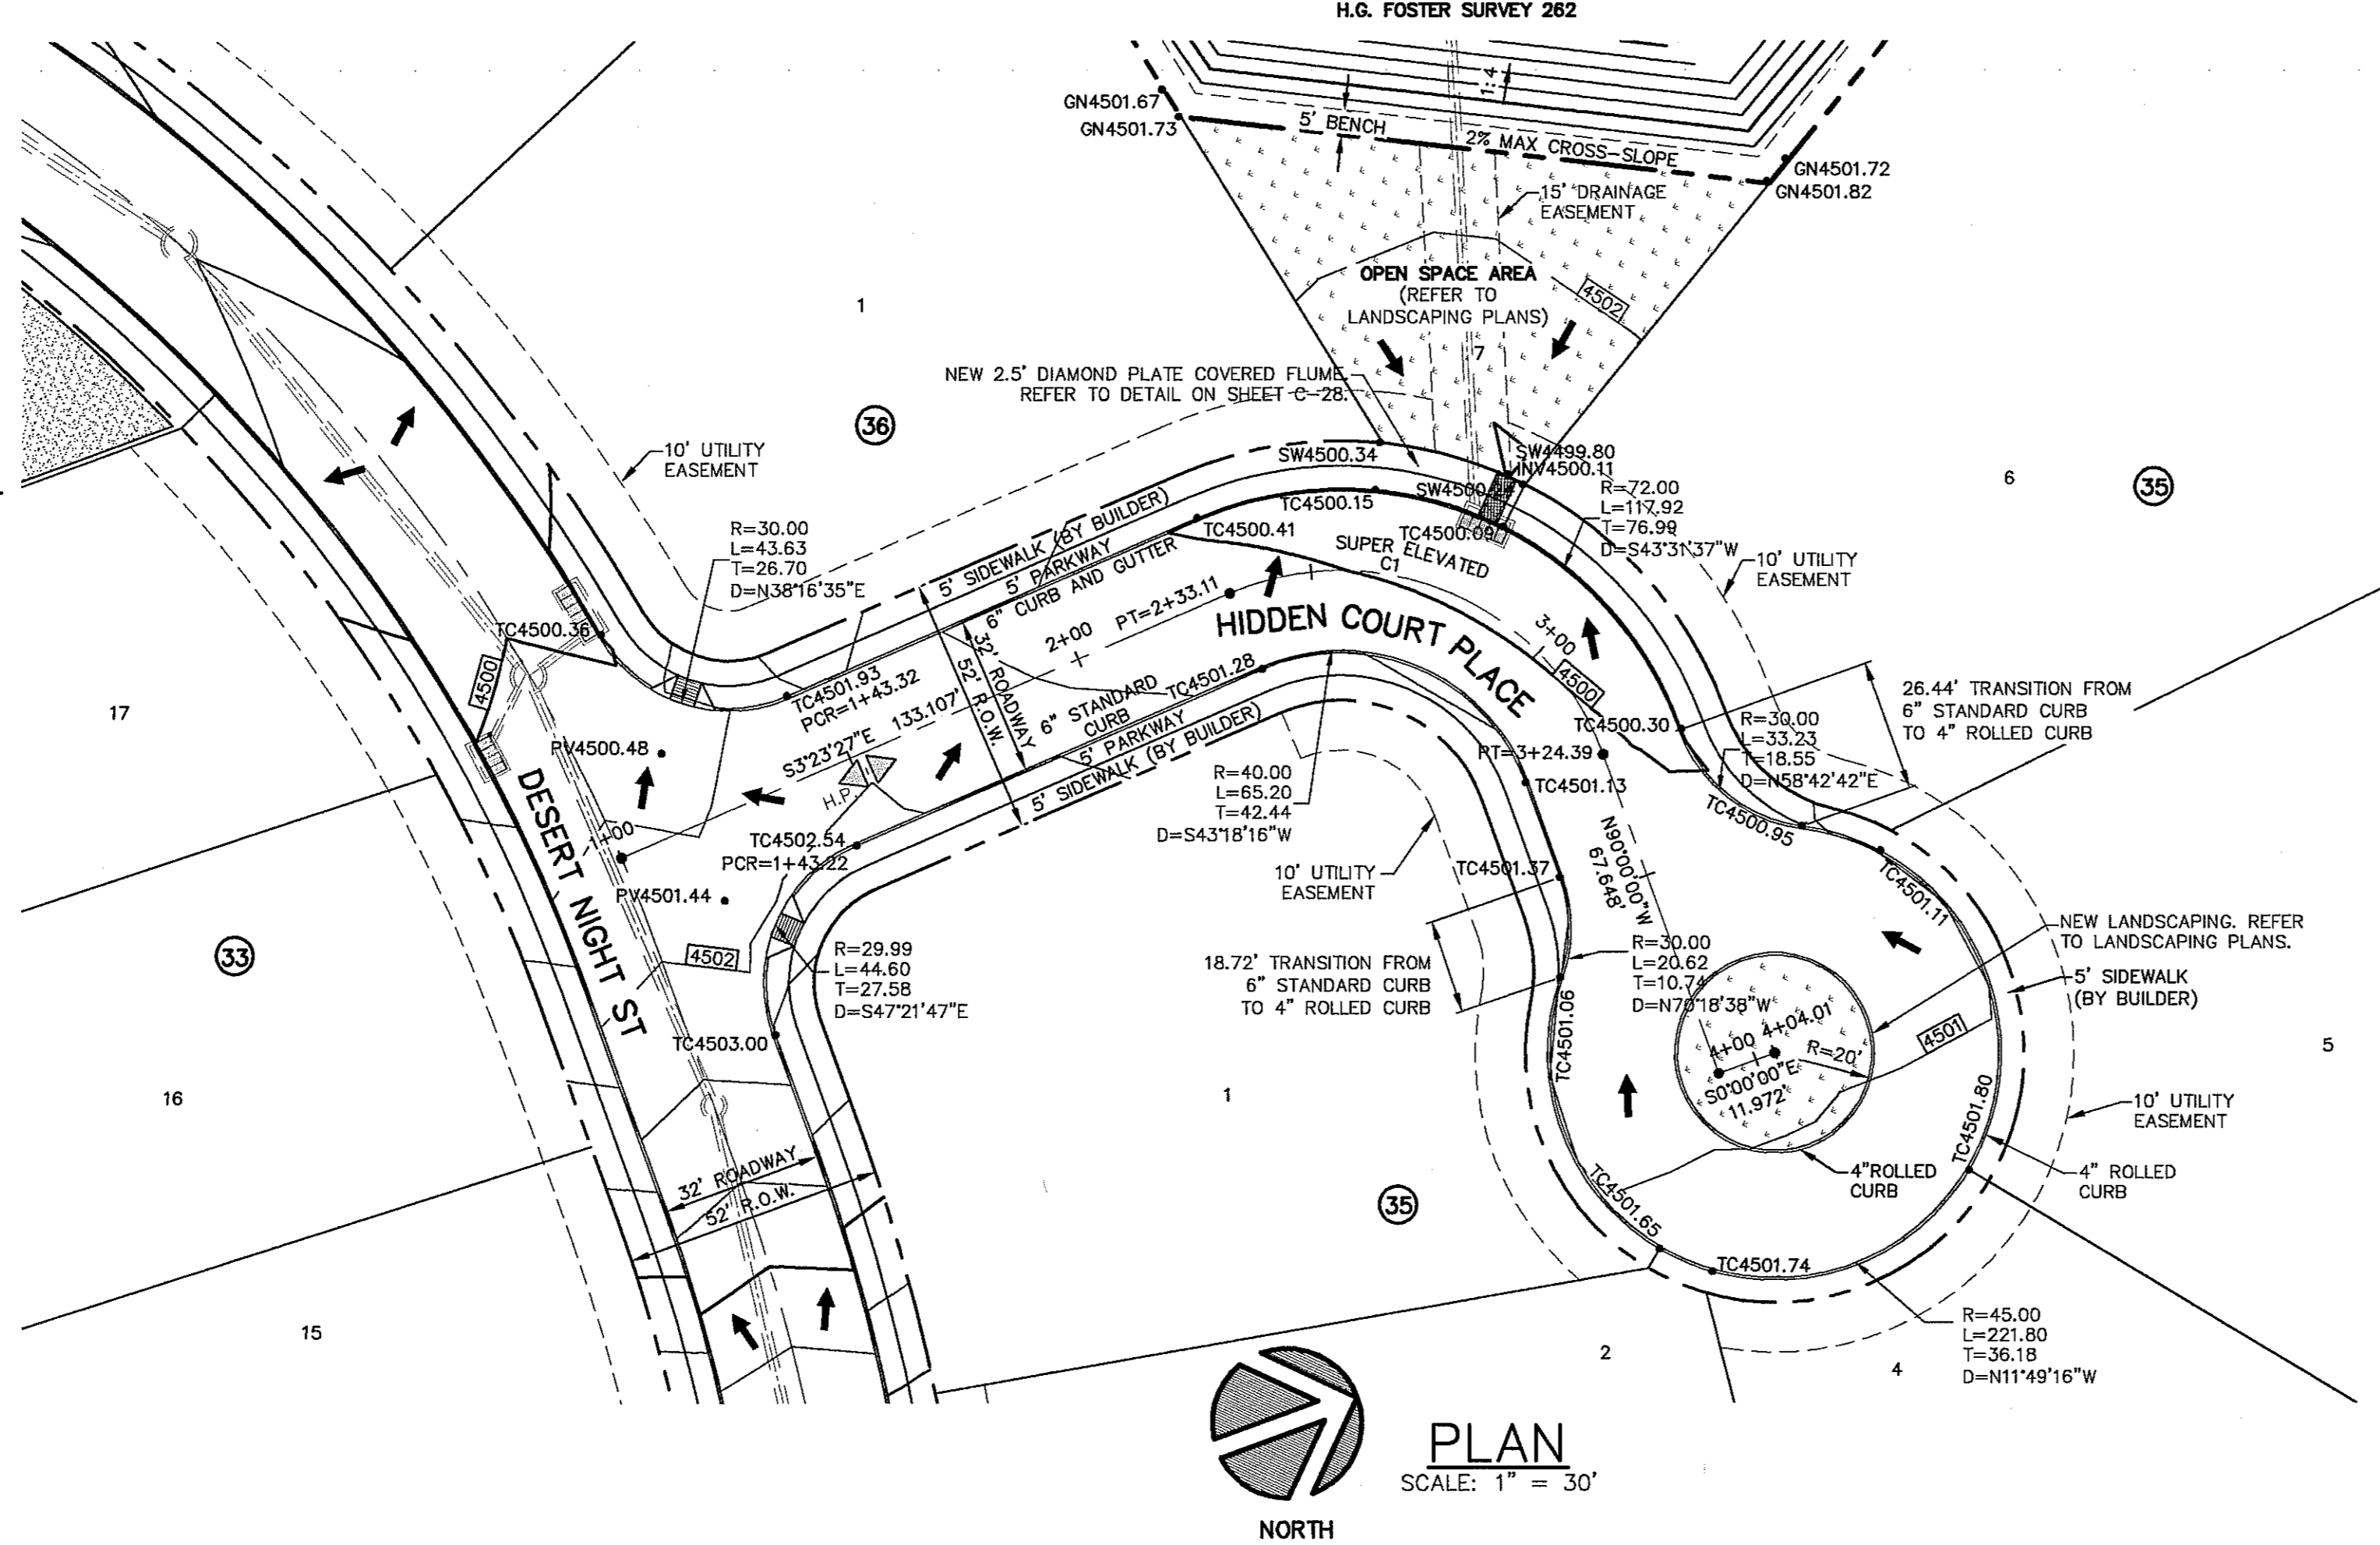 H.G. FOSTER SURVEY 262
GN4501.67
GN4501.73
1:4
5' BENCH
2% MAX CROSS-SLOPE
GN4501.72
GN4501.82
15' DRAINAGE
EASEMENT
OPEN SPACE AREA
(REFER TO
LANDSCAPING PLANS)
4502
7
1
36
NEW 2.5' DIAMOND PLATE COVERED FLUME.
REFER TO DETAIL ON SHEET C-28.
10' UTILITY
EASEMENT
SW4500.34
SW4499.80
INV4500.11
R=72.00
L=117.92
T=76.99
D=S43°31'37"W
6
35
TC4500.15
TC4500.09
TC4500.41
SUPER ELEVATED
C1
10' UTILITY
EASEMENT
R=30.00
L=43.63
T=26.70
D=N38°16'35"E
5' SIDEWALK (BY BUILDER)
5' PARKWAY
6" CURB AND GUTTER
TC4500.36
4500
TC4501.93
PCR=1+43.32
S3°23'27"E 133.107'
2+00
PT=2+33.11
HIDDEN COURT PLACE
3+00
4500
32' ROADWAY
52' R.O.W.
6" STANDARD
CURB
TC4501.28
5' PARKWAY
5' SIDEWALK (BY BUILDER)
TC4500.30
PT=3+24.39
TC4501.13
R=30.00
L=33.23
T=18.55
D=N58°42'42"E
26.44' TRANSITION FROM
6" STANDARD CURB
TO 4" ROLLED CURB
TC4500.95
TC4501.11
17
PV4500.48
H.P.
DESERT NIGHT ST
1+00
TC4502.54
PCR=1+43.22
PV4501.44
4502
R=40.00
L=65.20
T=42.44
D=S43°18'16"W
10' UTILITY
EASEMENT
TC4501.37
N90°00'00"W
67.648'
33
R=29.99
L=44.60
T=27.58
D=S47°21'47"E
TC4503.00
18.72' TRANSITION FROM
6" STANDARD CURB
TO 4" ROLLED CURB
R=30.00
L=20.62
T=10.74
D=N70°18'38"W
TC4501.06
NEW LANDSCAPING. REFER
TO LANDSCAPING PLANS.
5' SIDEWALK
(BY BUILDER)
4501
4+00 4+04.01
R=20'
S0°00'00"E
11.972'
5
16
1
TC4501.80
10' UTILITY
EASEMENT
4" ROLLED
CURB
4"ROLLED
CURB
32' ROADWAY
52' R.O.W.
35
TC4501.65
TC4501.74
15
2
4
R=45.00
L=221.80
T=36.18
D=N11°49'16"W
PLAN
SCALE: 1" = 30'
NORTH